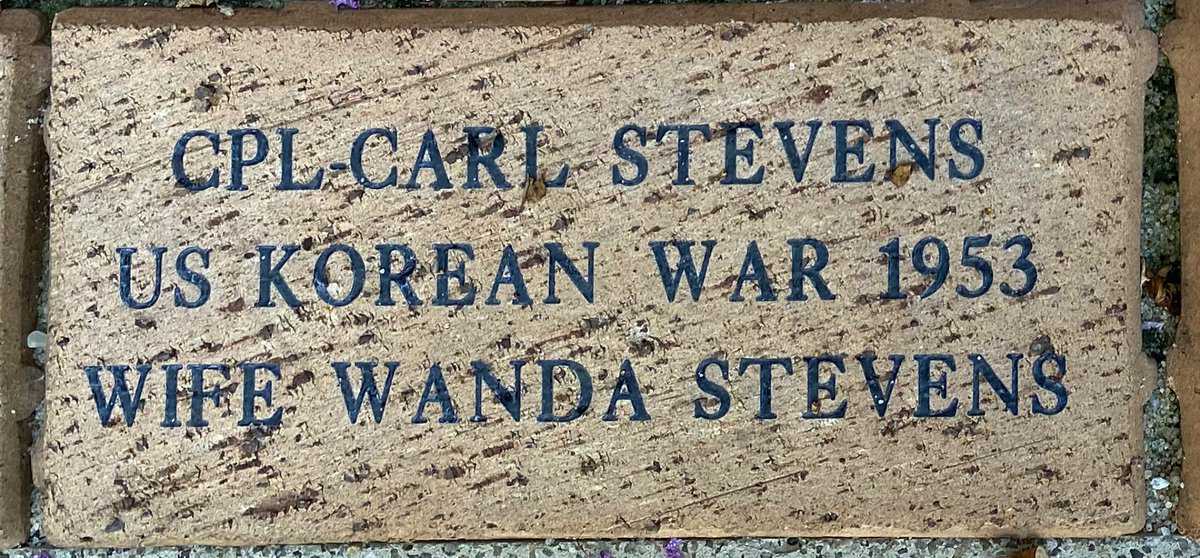 CPL-CARL STEVENS
US KOREAN WAR 1953
WIFE WANDA STEVENS